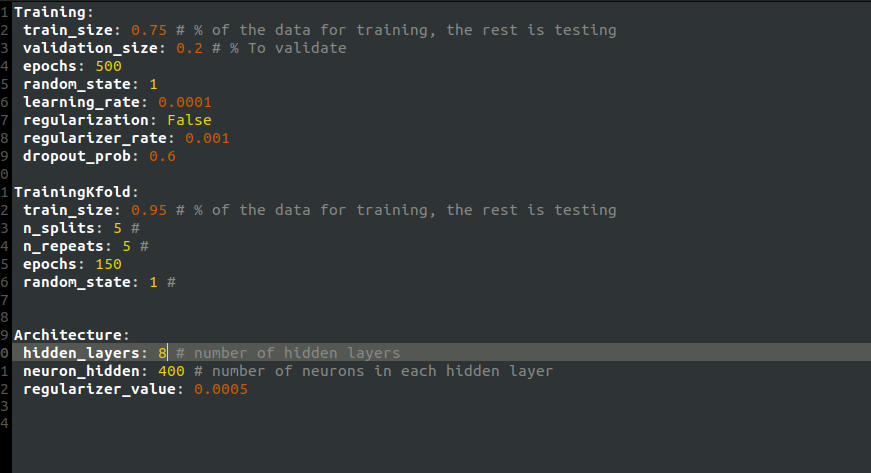 1 Training:
2 train_size: 0.75 # % of the data for training, the rest is testing
3 validation_size: 0.2 # % To validate
4 epochs: 500
5 random_state: 1
6 learning_rate: 0.0001
7 regularization: False
8 regularizer_rate: 0.001
9 dropout_prob: 0.6
0
1 TrainingKfold:
2 train_size: 0.95 # % of the data for training, the rest is testing
3 n_splits: 5 #
4 n_repeats: 5 #
5 epochs: 150
6 random_state: 1 #
7
8
9 Architecture:
0 hidden_layers: 8 # number of hidden layers
1 neuron_hidden: 400 # number of neurons in each hidden layer
2 regularizer_value: 0.0005
3
4